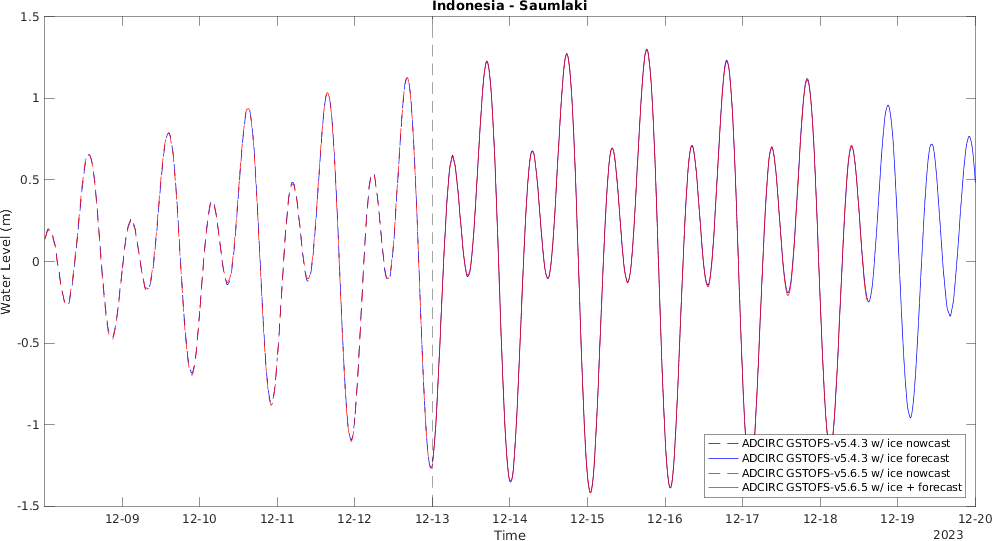 Indonesia - Saumlaki
1.5
1
0.5
0
-0.5
-1
-1.5
Water Level (m)
ADCIRC GSTOFS-v5.4.3 w/ ice nowcast
ADCIRC GSTOFS-v5.4.3 w/ ice forecast
ADCIRC GSTOFS-v5.6.5 w/ ice nowcast
ADCIRC GSTOFS-v5.6.5 w/ ice + forecast
12-09 12-10 12-11 12-12 12-13 12-14 12-15 12-16 12-17 12-18 12-19 12-20
Time
2023